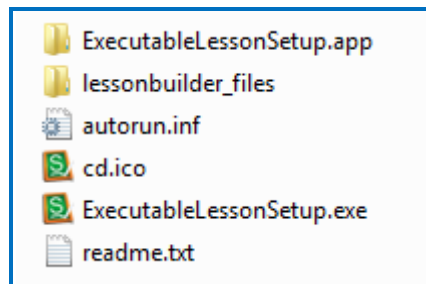 ExecutableLessonSetup.app
lessonbuilder_files
autorun.inf
cd.ico
ExecutableLessonSetup.exe
readme.txt